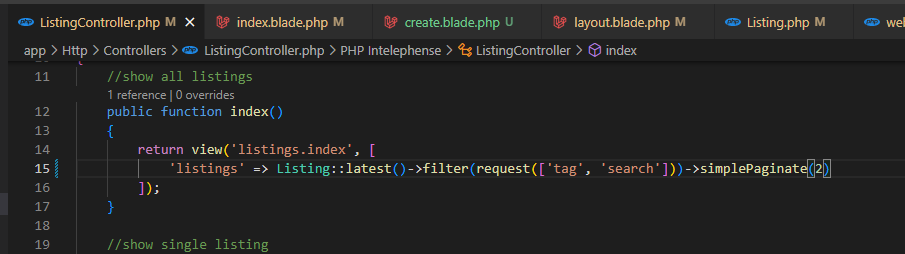 ListingController.php M index.blade.php M create.blade.php U layout.blade.php M Listing.php M
app > Http > Controllers > ListingController.php > PHP Intelephense > ListingController > index
11 //show all listings
1 reference | 0 overrides
12 public function index()
13 {
14 return view('listings.index', [
15 'listings' => Listing::latest()->filter(request(['tag', 'search']))->simplePaginate(2)
16 ]);
17 }
18
19 //show single listing